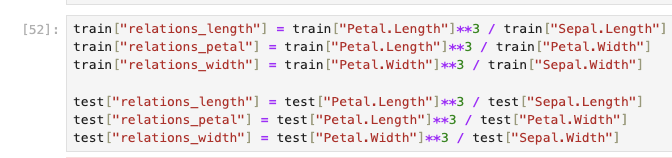 [52]: train["relations_length"] = train["Petal.Length"]**3 / train["Sepal.Length"]
train["relations_petal"] = train["Petal.Length"]**3 / train["Petal.Width"]
train["relations_width"] = train["Petal.Width"]**3 / train["Sepal.Width"]

test["relations_length"] = test["Petal.Length"]**3 / test["Sepal.Length"]
test["relations_petal"] = test["Petal.Length"]**3 / test["Petal.Width"]
test["relations_width"] = test["Petal.Width"]**3 / test["Sepal.Width"]